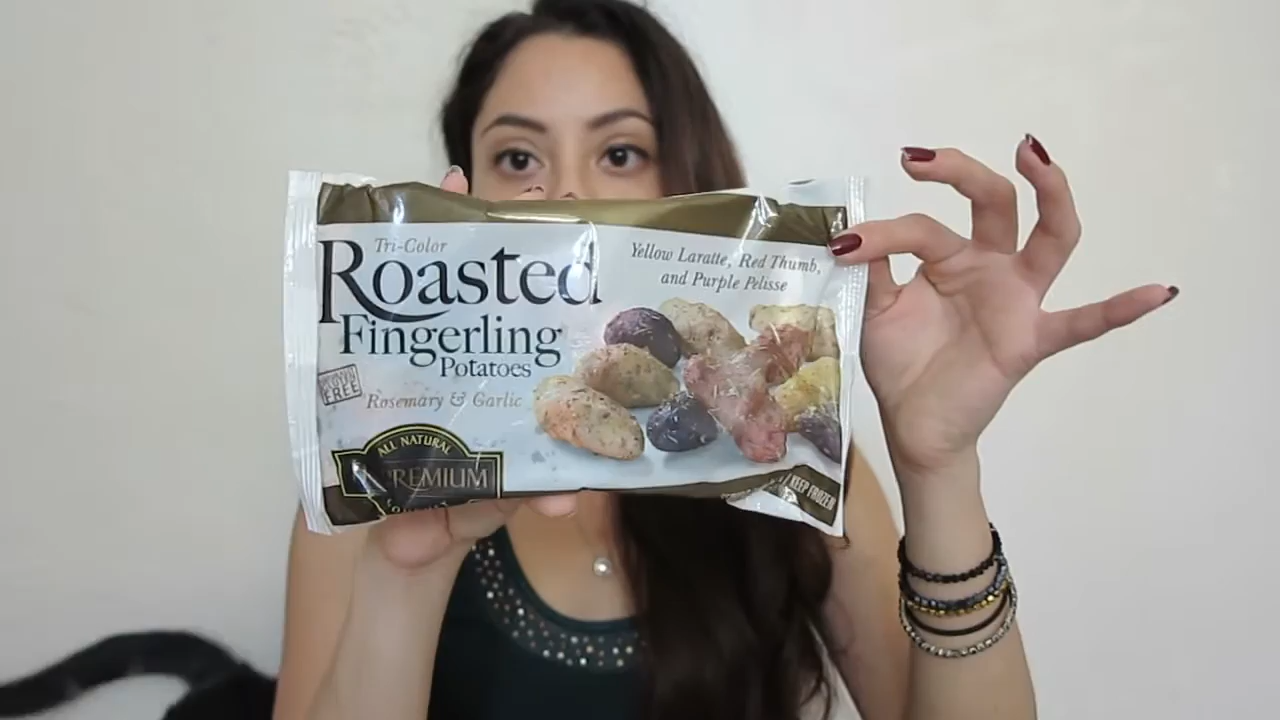 Tri-Color
Roasted
Fingerling
Potatoes
Rosemary & Garlic
Yellow Laratte, Red Thumb,
and Purple Pelisse
FREE
ALL NATURAL
PREMIUM
KEEP FROZEN